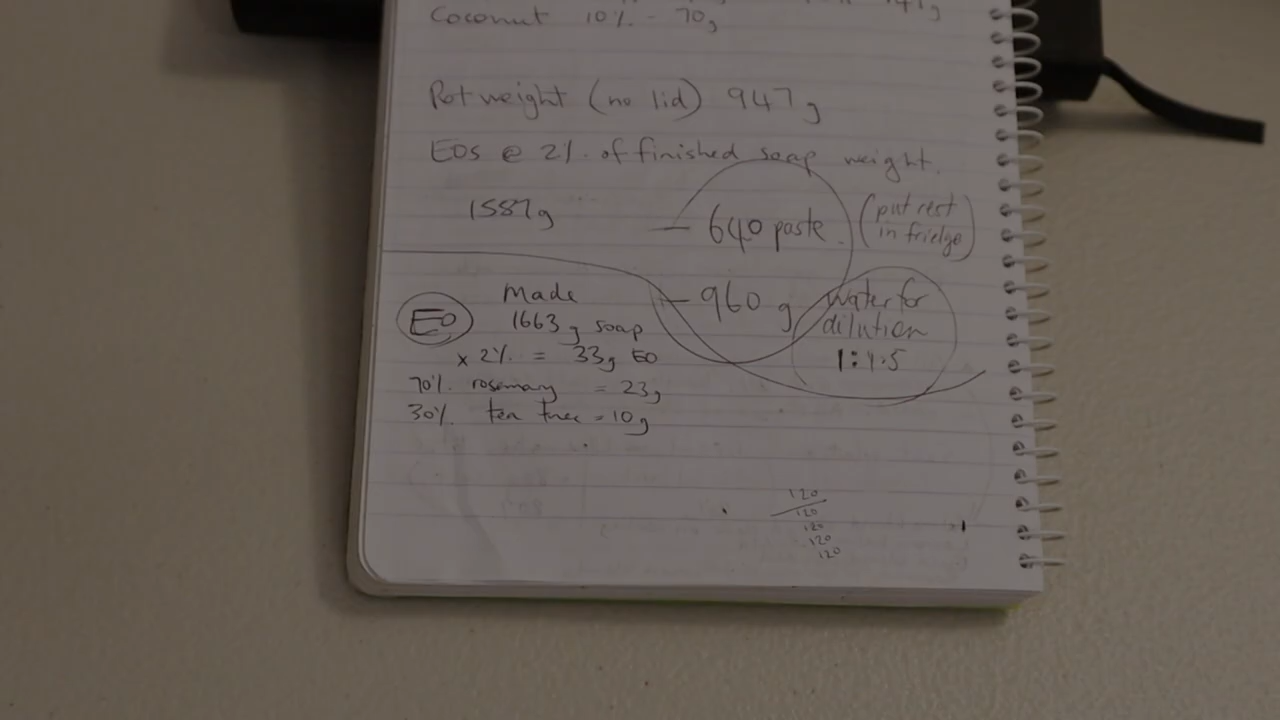 Coconut 10% - 70g
Pot weight (no lid) 947g
EOs @ 2% of finished soap weight.
1587g
— 640 paste (put rest in fridge)
— 960 g Water for dilution 1:1.5
EO
Made
1663g soap
x 2% = 33g EO
70% rosemary = 23g
30% tea tree = 10g
120
120
120
120
120